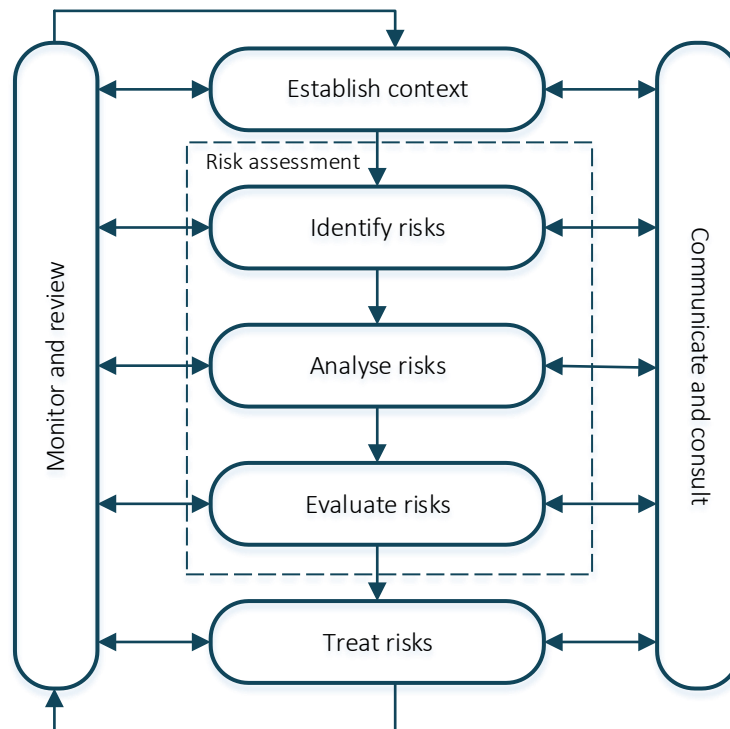 Establish context
Risk assessment
Identify risks
Analyse risks
Evaluate risks
Treat risks
Monitor and review
Communicate and consult